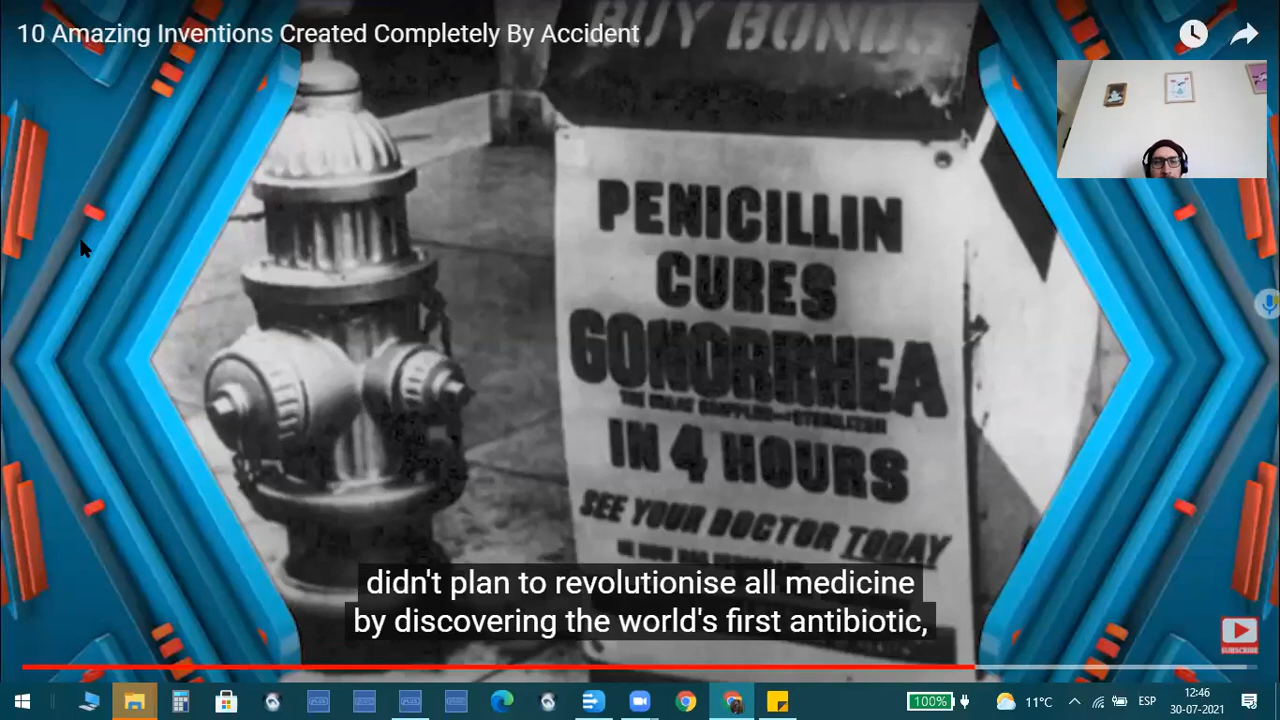 10 Amazing Inventions Created Completely By Accident
BUY BONDS
PENICILLIN
CURES
GONORRHEA
IN 4 HOURS
SEE YOUR DOCTOR TODAY
didn't plan to revolutionise all medicine
by discovering the world's first antibiotic,
SUBSCRIBE
100%
11°C
ESP
12:46
30-07-2021